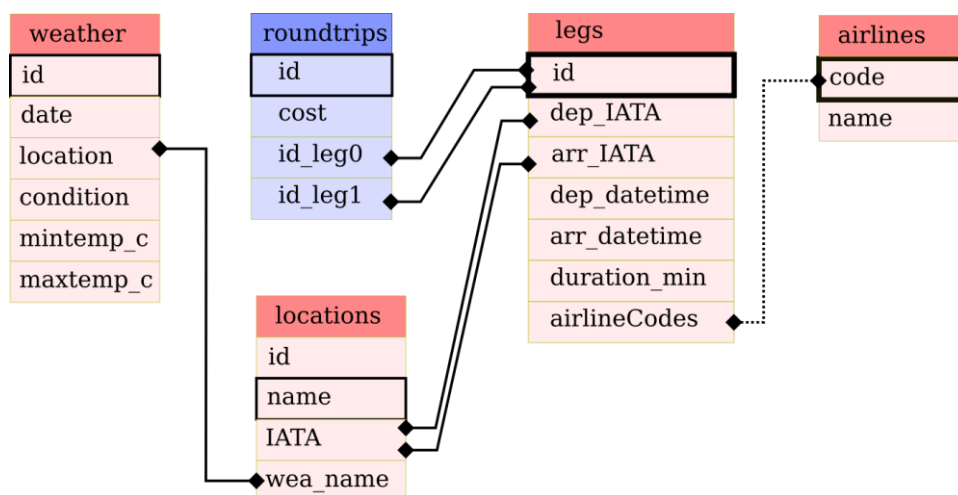 weather
id
date
location
condition
mintemp_c
maxtemp_c
roundtrips
id
cost
id_leg0
id_leg1
legs
id
dep_IATA
arr_IATA
dep_datetime
arr_datetime
duration_min
airlineCodes
airlines
code
name
locations
id
name
IATA
wea_name